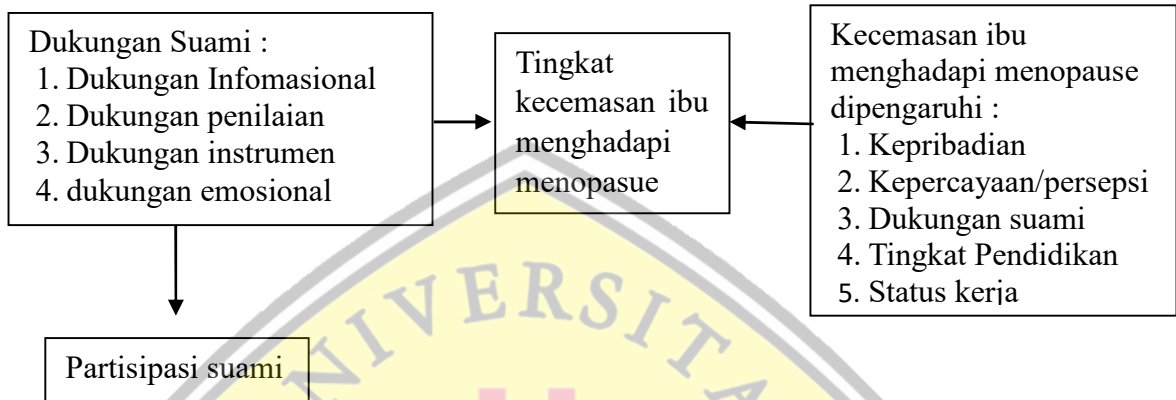 Dukungan Suami :
1. Dukungan Infomasional
2. Dukungan penilaian
3. Dukungan instrumen
4. dukungan emosional
Tingkat
kecemasan ibu
menghadapi
menopasue
Kecemasan ibu
menghadapi menopause
dipengaruhi :
1. Kepribadian
2. Kepercayaan/persepsi
3. Dukungan suami
4. Tingkat Pendidikan
5. Status kerja
Partisipasi suami
NIVERSITA